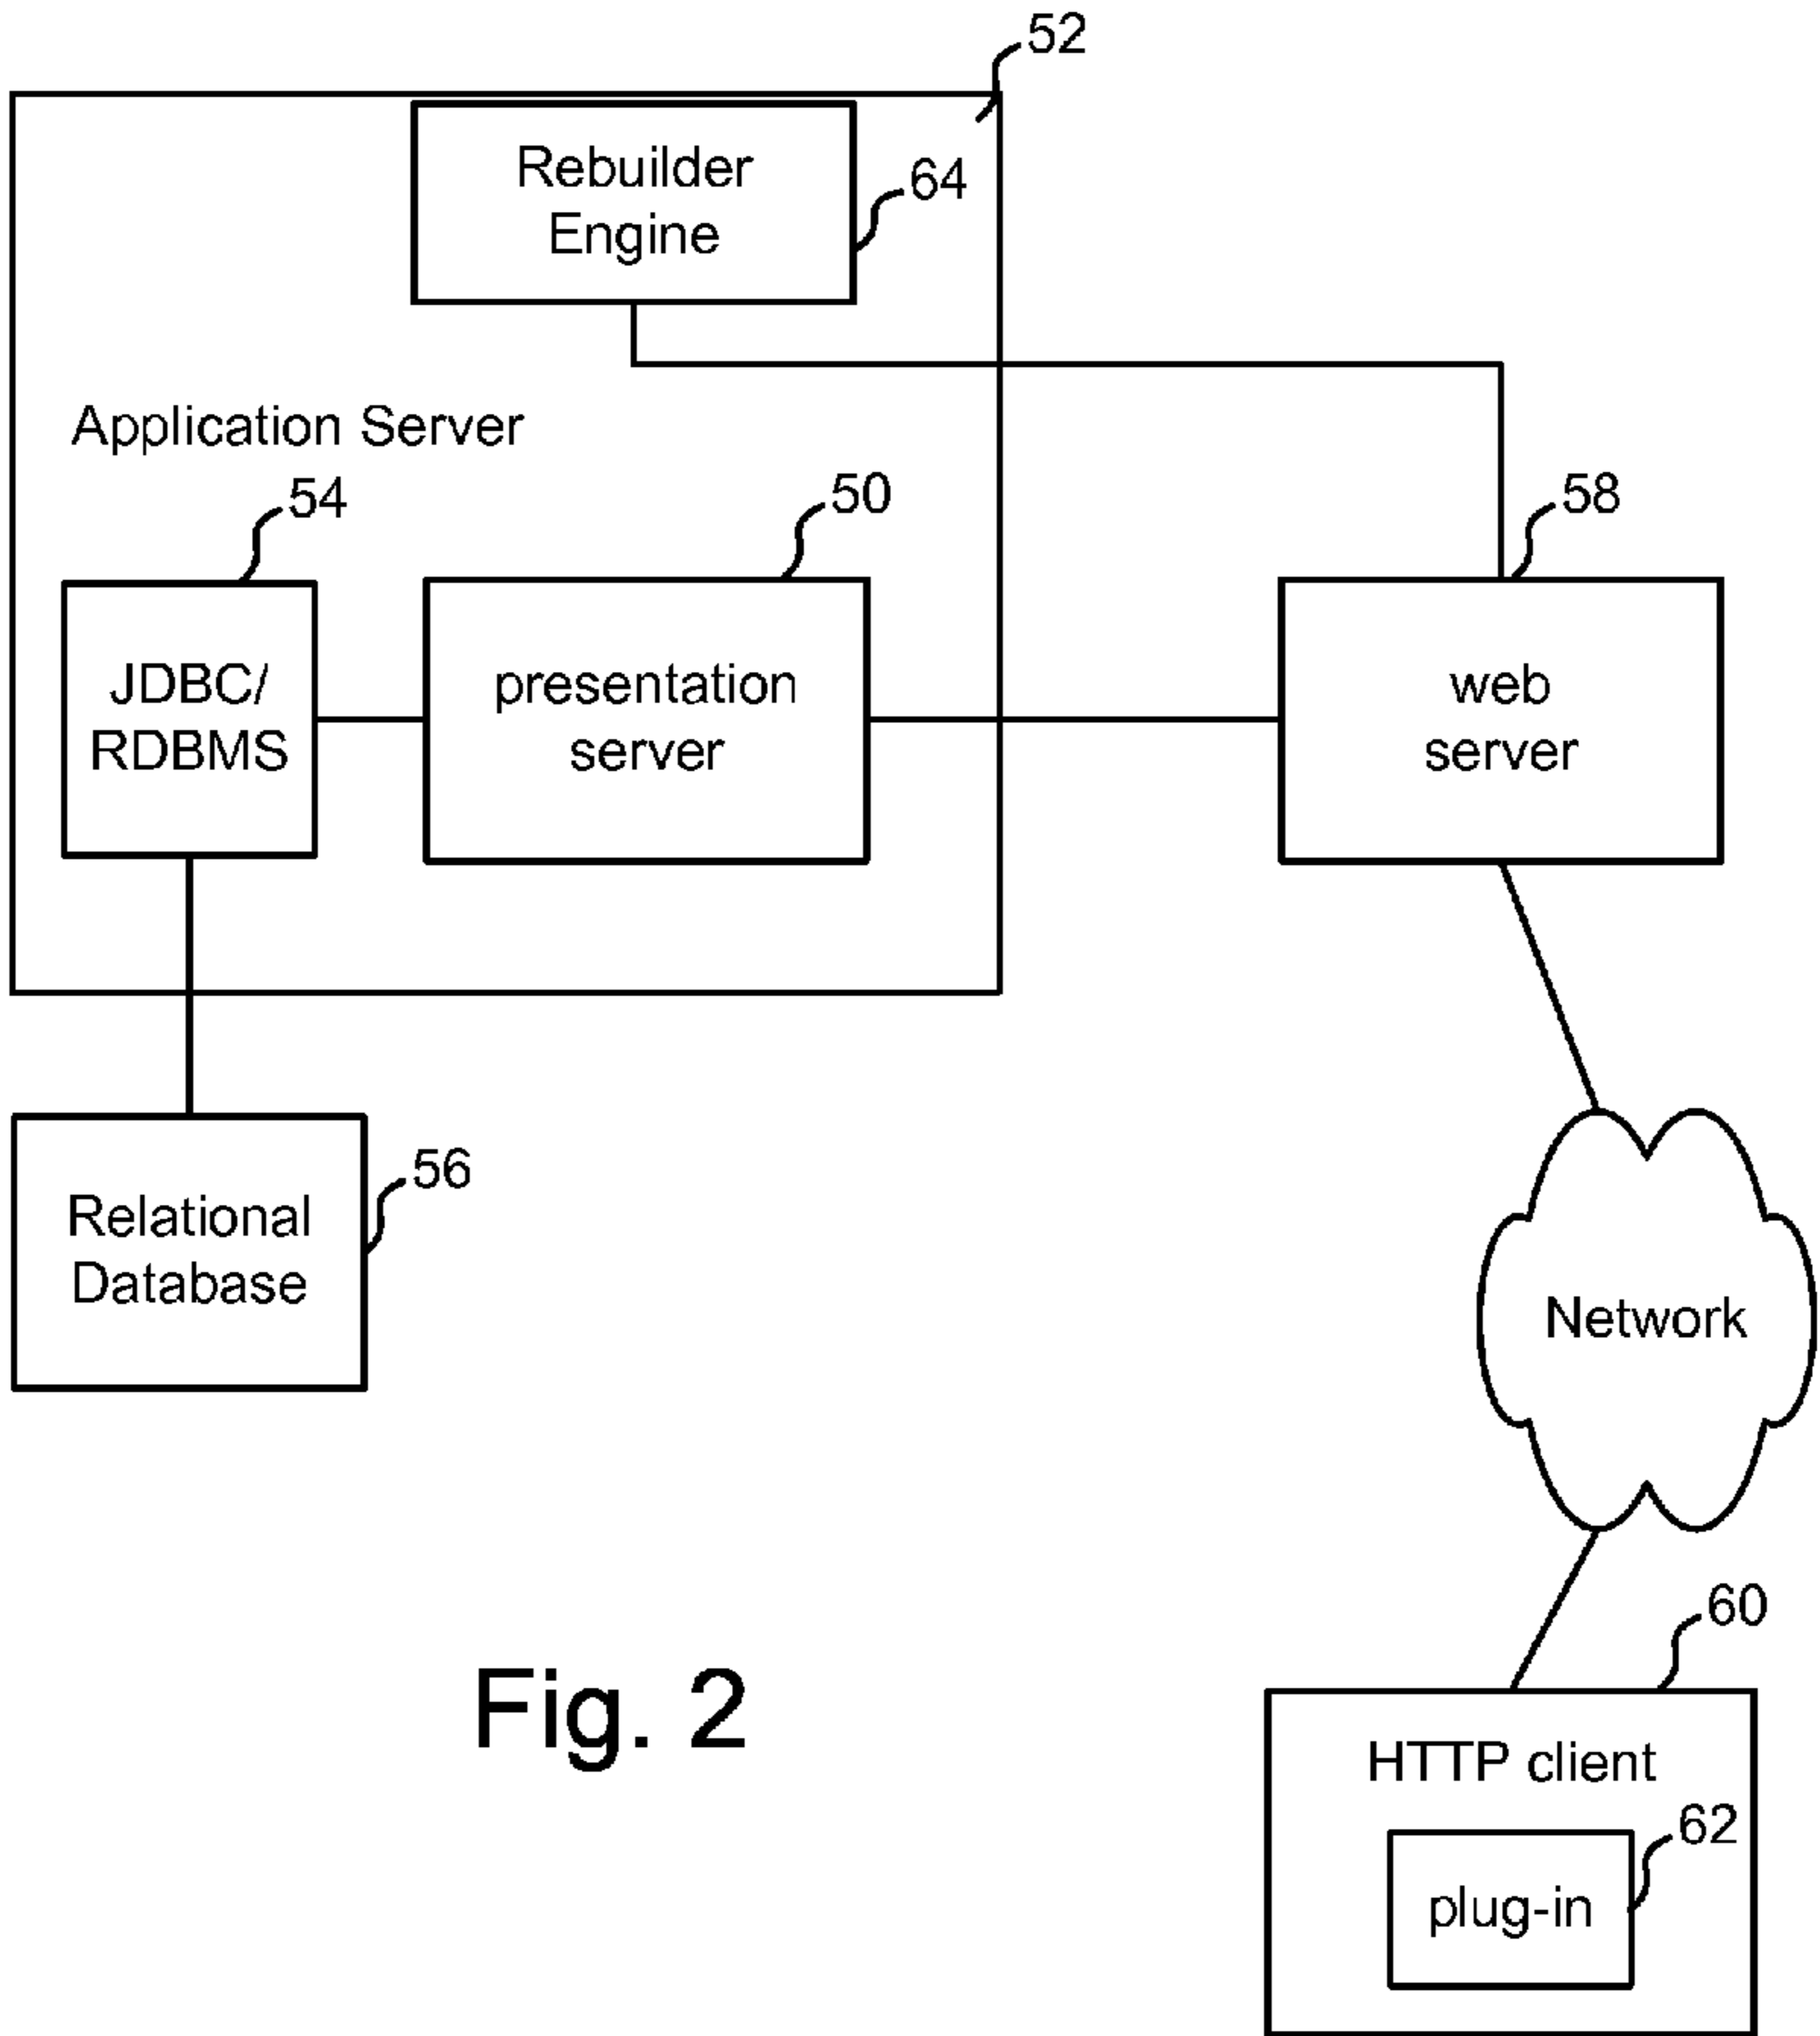 52
Rebuilder
Engine
64
Application Server
54
50
58
JDBC/
RDBMS
presentation
server
web
server
56
Relational
Database
Network
60
Fig. 2
HTTP client
62
plug-in